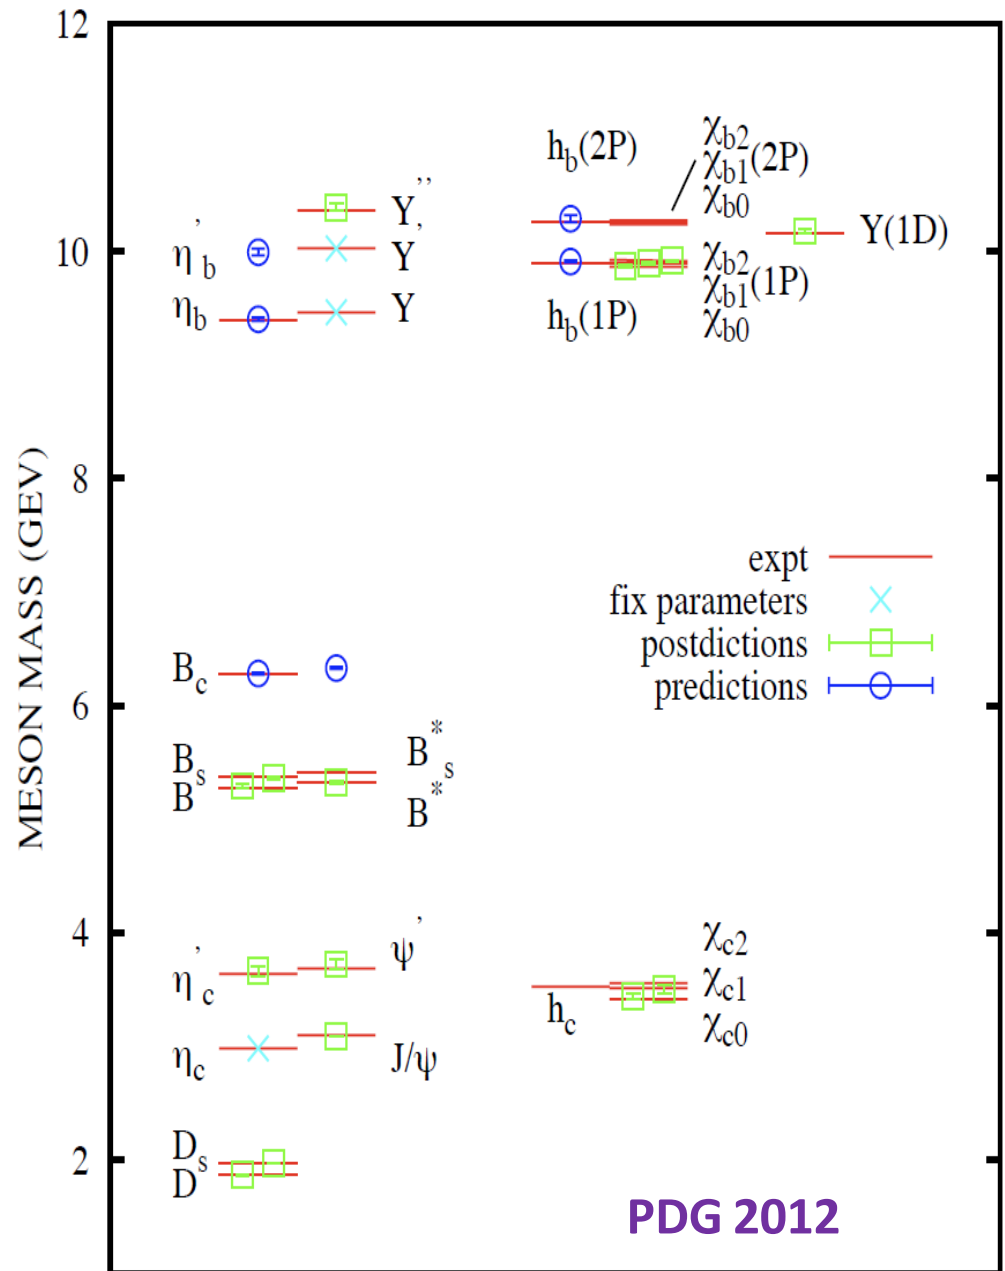 12
10
8
6
4
2
MESON MASS (GEV)
η'b
ηb
Υ''
Υ'
Υ
hb(2P)
χb2
χb1(2P)
χb0
Υ(1D)
χb2
χb1(1P)
χb0
hb(1P)
expt
fix parameters
postdictions
predictions
Bc
Bs
B
B*s
B*
η'c
ψ'
ηc
J/ψ
hc
χc2
χc1
χc0
Ds
D
PDG 2012